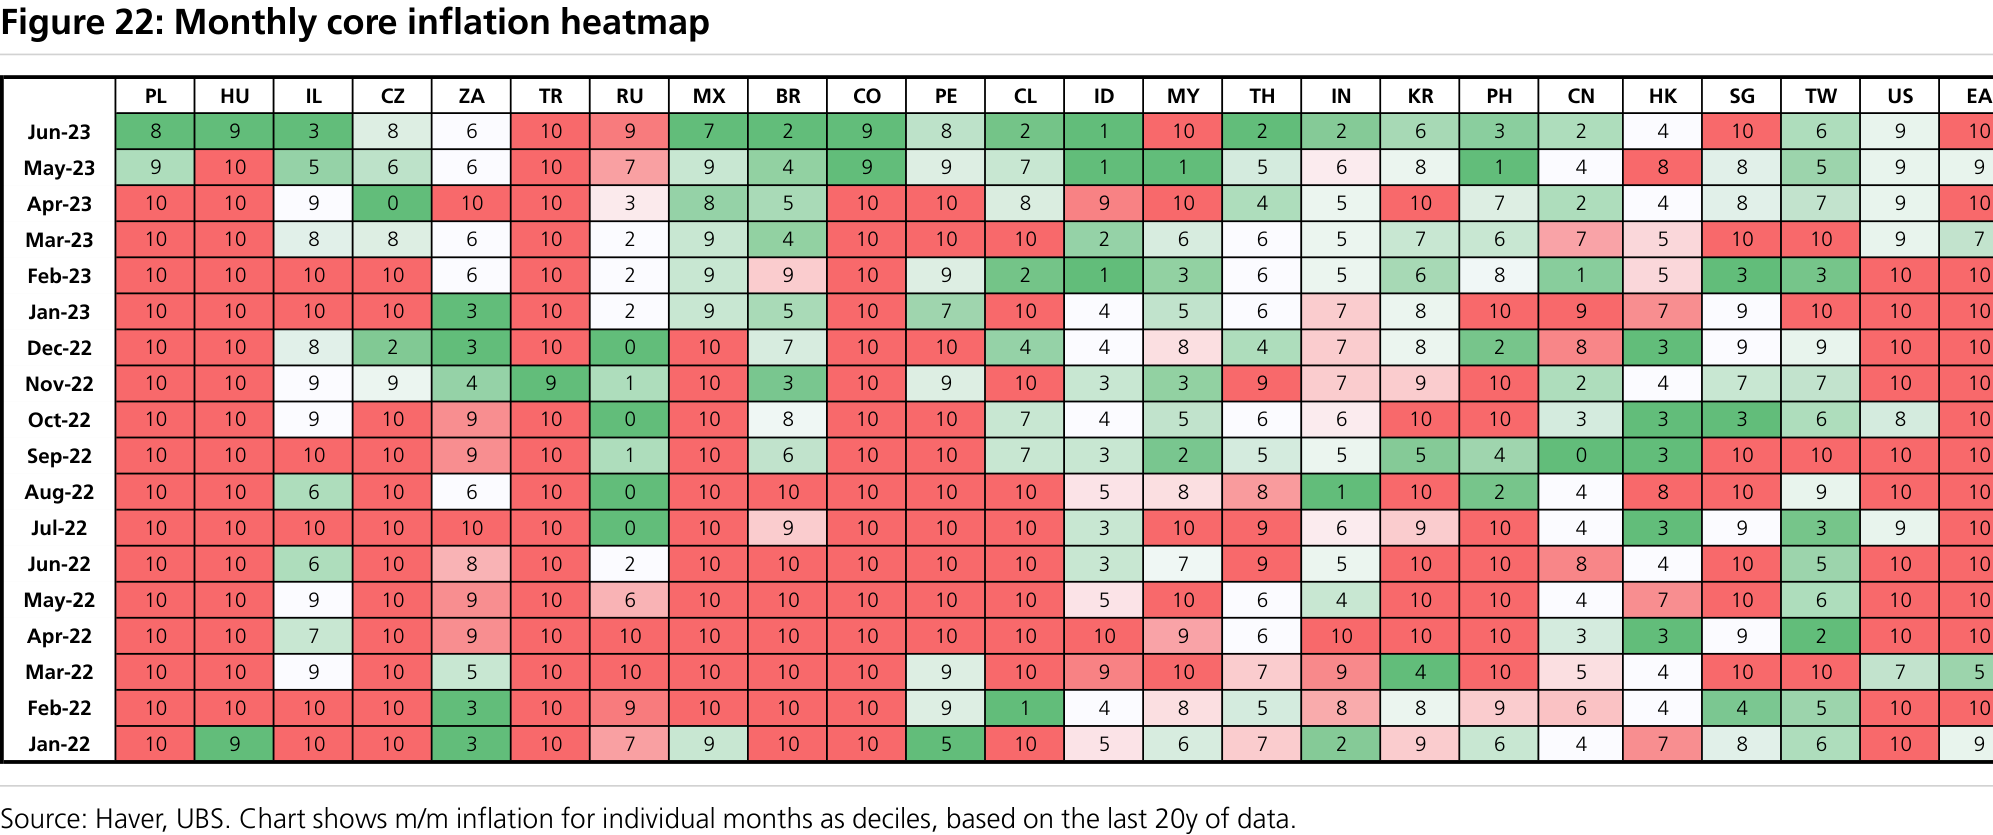 Figure 22: Monthly core inflation heatmap
PL HU IL CZ ZA TR RU MX BR CO PE CL ID MY TH IN KR PH CN HK SG TW US EA
Jun-23 8 9 3 8 6 10 9 7 2 9 8 2 1 10 2 2 6 3 2 4 10 6 9 10
May-23 9 10 5 6 6 10 7 9 4 9 9 7 1 1 5 6 8 1 4 8 8 5 9 9
Apr-23 10 10 9 0 10 10 3 8 5 10 10 8 9 10 4 5 10 7 2 4 8 7 9 10
Mar-23 10 10 8 8 6 10 2 9 4 10 10 10 2 6 6 5 7 6 7 5 10 10 9 7
Feb-23 10 10 10 10 6 10 2 9 9 10 9 2 1 3 6 5 6 8 1 5 3 3 10 10
Jan-23 10 10 10 10 3 10 2 9 5 10 7 10 4 5 6 7 8 10 9 7 9 10 10 10
Dec-22 10 10 8 2 3 10 0 10 7 10 10 4 4 8 4 7 8 2 8 3 9 9 10 10
Nov-22 10 10 9 9 4 9 1 10 3 10 9 10 3 3 9 7 9 10 2 4 7 7 10 10
Oct-22 10 10 9 10 9 10 0 10 8 10 10 7 4 5 6 6 10 10 3 3 3 6 8 10
Sep-22 10 10 10 10 9 10 1 10 6 10 10 7 3 2 5 5 5 4 0 3 10 10 10 10
Aug-22 10 10 6 10 6 10 0 10 10 10 10 10 5 8 8 1 10 2 4 8 10 9 10 10
Jul-22 10 10 10 10 10 10 0 10 9 10 10 10 3 10 9 6 9 10 4 3 9 3 9 10
Jun-22 10 10 6 10 8 10 2 10 10 10 10 10 3 7 9 5 10 10 8 4 10 5 10 10
May-22 10 10 9 10 9 10 6 10 10 10 10 10 5 10 6 4 10 10 4 7 10 6 10 10
Apr-22 10 10 7 10 9 10 10 10 10 10 10 10 10 9 6 10 10 10 3 3 9 2 10 10
Mar-22 10 10 9 10 5 10 10 10 10 10 9 10 9 10 7 9 4 10 5 4 10 10 7 5
Feb-22 10 10 10 10 3 10 9 10 10 10 9 1 4 8 5 8 8 9 6 4 4 5 10 10
Jan-22 10 9 10 10 3 10 7 9 10 10 5 10 5 6 7 2 9 6 4 7 8 6 10 9
Source: Haver, UBS. Chart shows m/m inflation for individual months as deciles, based on the last 20y of data.